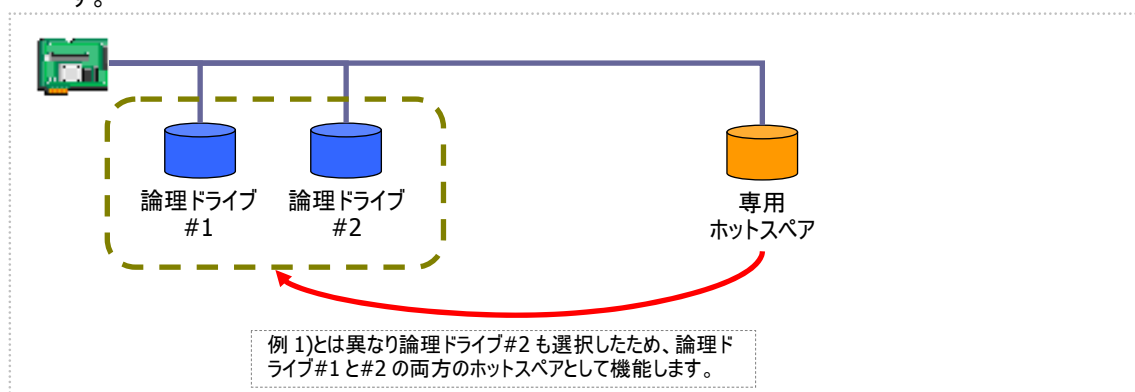 す。
論理ドライブ
#1
論理ドライブ
#2
専用
ホットスペア
例 1)とは異なり論理ドライブ#2 も選択したため、論理ド
ライブ#1 と#2 の両方のホットスペアとして機能します。